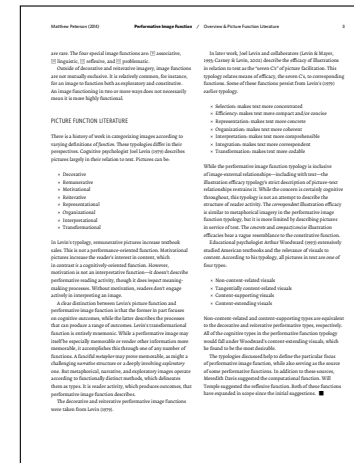 Matthew Peterson (2011)
Performative Image Function / Overview & Picture Function Literature
3
are rare. The four special image functions are: associative,
linguistic, reflexive, and problematic.
Outside of decorative and reiterative imagery, image functions
are not mutually exclusive. It is relatively common, for instance,
for an image to function both as exploratory and constitutive.
An image functioning in two or more ways does not necessarily
mean it is more highly functional.
PICTURE FUNCTION LITERATURE
There is a history of work in categorizing images according to
varying definitions of function. These typologies differ in their
perspectives. Cognitive psychologist Joel Levin (1979) describes
pictures largely in their relation to text. Pictures can be:
+ Decorative
+ Remunerative
+ Motivational
+ Reiterative
+ Representational
+ Organizational
+ Interpretational
+ Transformational
In Levin's typology, remunerative pictures increase textbook
sales. This is not a performance-oriented function. Motivational
pictures increase the reader's interest in content, which
in contrast is a cognitively-oriented function. However,
motivation is not an interpretative function—it doesn't describe
performative reading activity, though it does impact meaning-
making processes. Without motivation, readers don't engage
actively in interpreting an image.
A clear distinction between Levin's picture function and
performative image function is that the former in part focuses
on cognitive outcomes, while the latter describes the processes
that can produce a range of outcomes. Levin's transformational
function is entirely mnemonic. While a performative image may
itself be especially memorable or render other information more
memorable, it accomplishes this through one of any number of
functions. A fanciful metaphor may prove memorable, as might a
challenging narrative structure or a deeply involving exploratory
one. But metaphorical, narrative, and exploratory images operate
according to functionally distinct methods, which delineates
them as types. It is reader activity, which produces outcomes, that
performative image function describes.
The decorative and reiterative performative image functions
were taken from Levin (1979).
In later work, Joel Levin and collaborators (Levin & Mayer,
1993; Carney & Levin, 2002) describe the efficacy of illustrations
in relation to text as the "seven C's" of picture facilitation. This
typology relates means of efficacy, the seven C's, to corresponding
functions. Some of these functions persist from Levin's (1979)
earlier typology.
+ Selection: makes text more concentrated
+ Efficiency: makes text more compact and/or concise
+ Representation: makes text more concrete
+ Organization: makes text more coherent
+ Interpretation: makes text more comprehensible
+ Integration: makes text more correspondent
+ Transformation: makes text more codable
While the performative image function typology is inclusive
of image-external relationships—including with text—the
illustration efficacy typology's strict description of picture–text
relationships restrains it. While the concern is certainly cognitive
throughout, this typology is not an attempt to describe the
structure of reader activity. The correspondent illustration efficacy
is similar to metaphorical imagery in the performative image
function typology, but it is more limited by describing pictures
in service of text. The concrete and compact/concise illustration
efficacies bear a vague resemblance to the constitutive function.
Educational psychologist Arthur Woodward (1993) extensively
studied American textbooks and the relevance of visuals to
content. According to his typology, all pictures in text are one of
four types:
+ Non-content-related visuals
+ Tangentially content-related visuals
+ Content-supporting visuals
+ Content-extending visuals
Non-content-related and content-supporting types are equivalent
to the decorative and reiterative performative types, respectively.
All of the cognitive types in the performative function typology
would fall under Woodward's content-extending visuals, which
he found to be the most desirable.
The typologies discussed help to define the particular focus
of performative image function, while also serving as the source
of some performative functions. In addition to these sources,
Meredith Davis suggested the computational function. Will
Temple suggested the reflexive function. Both of these functions
have expanded in scope since the initial suggestions.